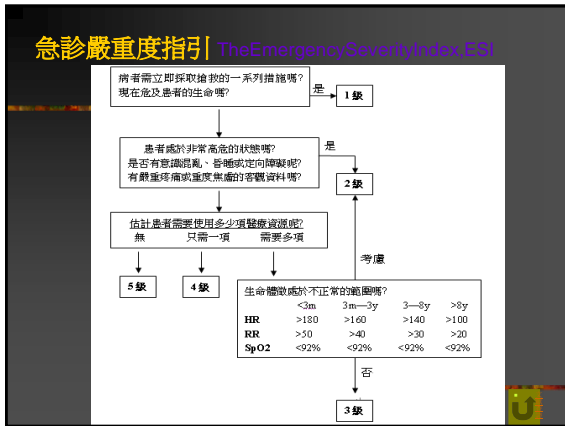 急診嚴重度指引 TheEmergencySeverityIndex,ESI
病者需立即採取搶救的一系列措施嗎?
現在危及患者的生命嗎?
是
1級
患者處於非常高危的狀態嗎?
是否有意識混亂、昏睡或定向障礙呢?
有嚴重疼痛或重度焦慮的客觀資料嗎?
是
2級
估計患者需要使用多少項醫療資源呢?
無 只需一項 需要多項
考慮
5級 4級
生命體徵處於不正常的範圍嗎?
<3m 3m—3y 3—8y >8y
HR >180 >160 >140 >100
RR >50 >40 >30 >20
SpO2 <92% <92% <92% <92%
否
3級